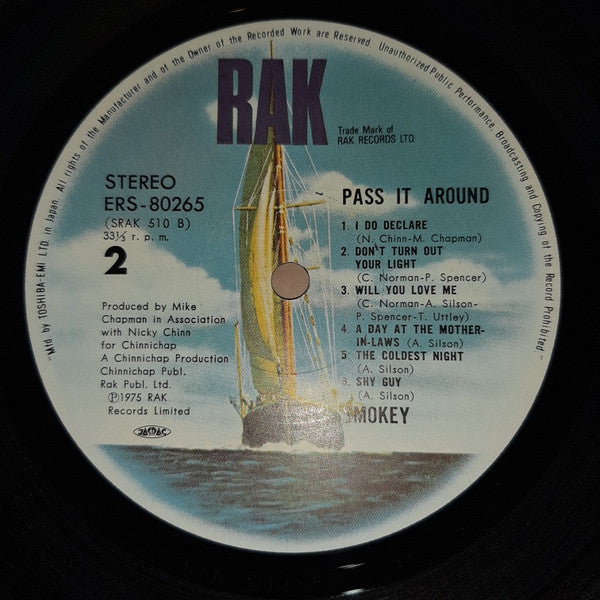 "Mfd by TOSHIBA-EMI LTD. in Japan. All rights of the Manufacturer and of the Owner of the Recorded Work are Reserved. Unauthorized Public Performance, Broadcasting and Copying of the Record Prohibited"
RAK
Trade Mark of
RAK RECORDS LTD.
STEREO
ERS-80265
(SRAK 510 B)
33⅓ r. p. m.
2
Produced by Mike
Chapman in Association
with Nicky Chinn
for Chinnichap
A Chinnichap Production
Chinnichap Publ.
Rak Publ. Ltd.
Ⓟ1975 RAK
Records Limited
JASRAC
PASS IT AROUND
1. I DO DECLARE
(N. Chinn-M. Chapman)
2. DON'T TURN OUT
YOUR LIGHT
(C. Norman-P. Spencer)
3. WILL YOU LOVE ME
(C. Norman-A. Silson-
P. Spencer-T. Uttley)
4. A DAY AT THE MOTHER-
IN-LAWS (A. Silson)
5. THE COLDEST NIGHT
(A. Silson)
6. SHY GUY
(A. Silson)
SMOKEY